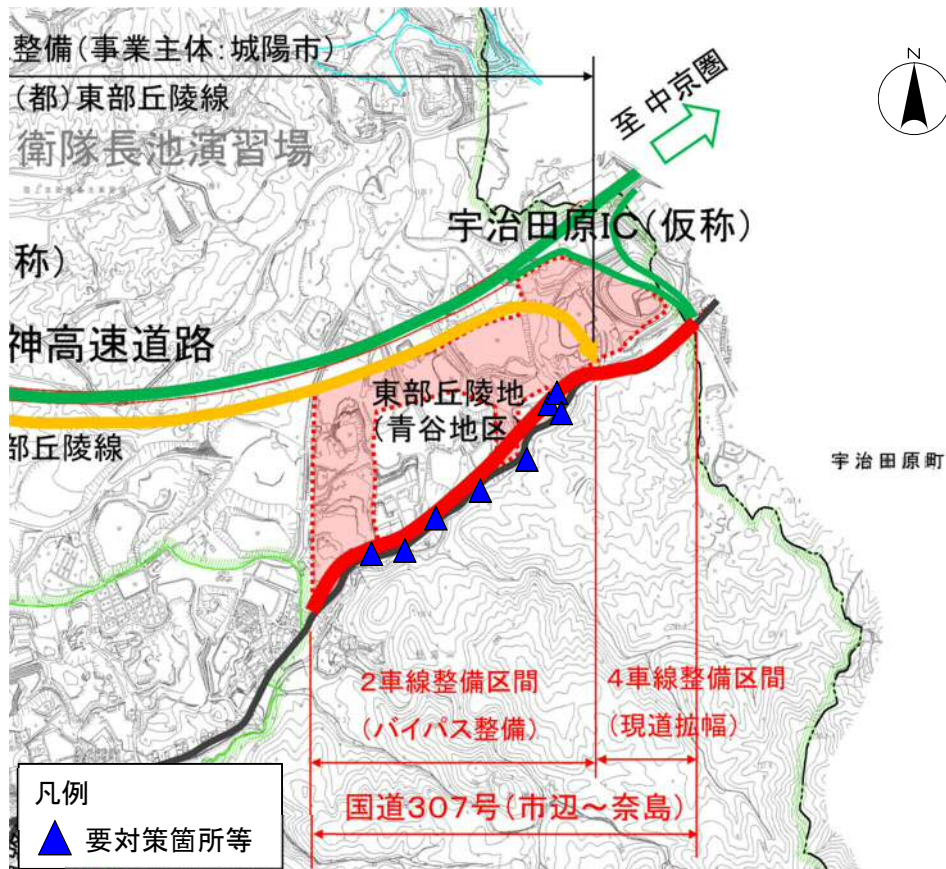 整備(事業主体:城陽市)
N
(都)東部丘陵線
至 中京圏
衛隊長池演習場
宇治田原IC(仮称)
称)
神高速道路
東部丘陵地
(青谷地区)
部丘陵線
宇治田原町
2車線整備区間
(バイパス整備)
4車線整備区間
(現道拡幅)
国道307号(市辺～奈島)
凡例
要対策箇所等